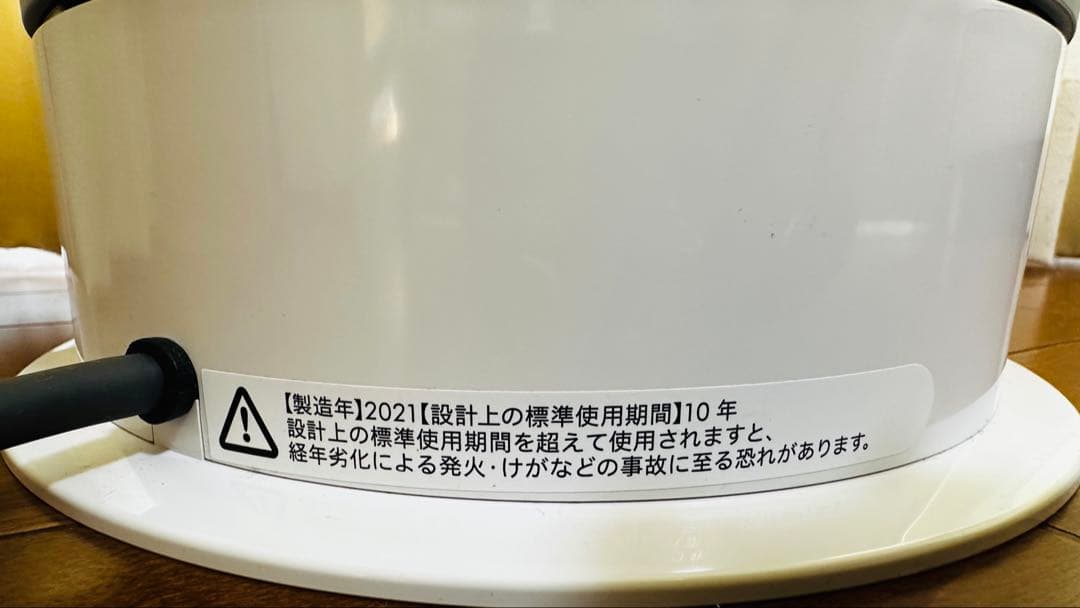 【製造年】2021【設計上の標準使用期間】10 年
設計上の標準使用期間を超えて使用されますと、
経年劣化による発火・けがなどの事故に至る恐れがあります。